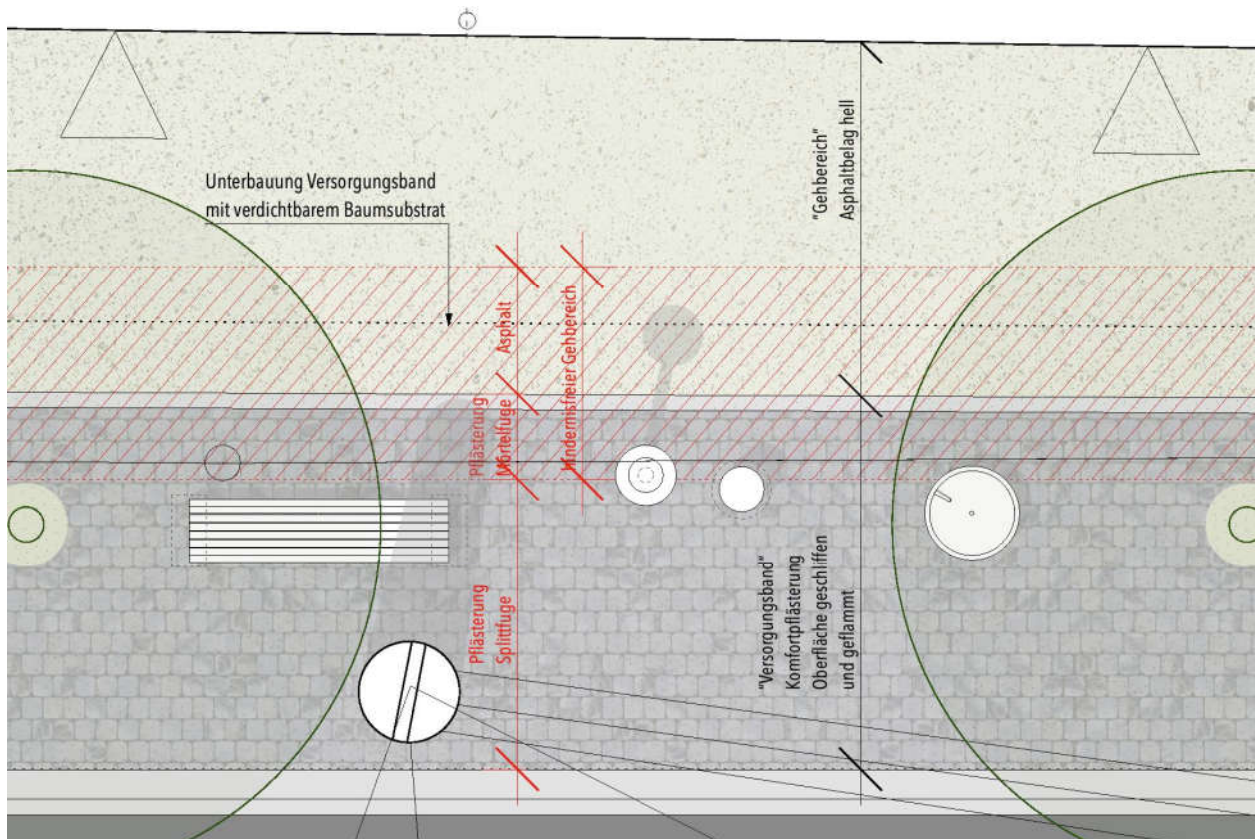 Unterbauung Versorgungsband
mit verdichtbarem Baumsubstrat
"Gehbereich"
Asphaltbelag hell
Asphalt
Hindernisfreier Gehbereich
Pflästerung
Mörtelfuge
Pflästerung
Splittfuge
"Versorgungsband"
Komfortpflästerung
Oberfläche geschliffen
und geflammt